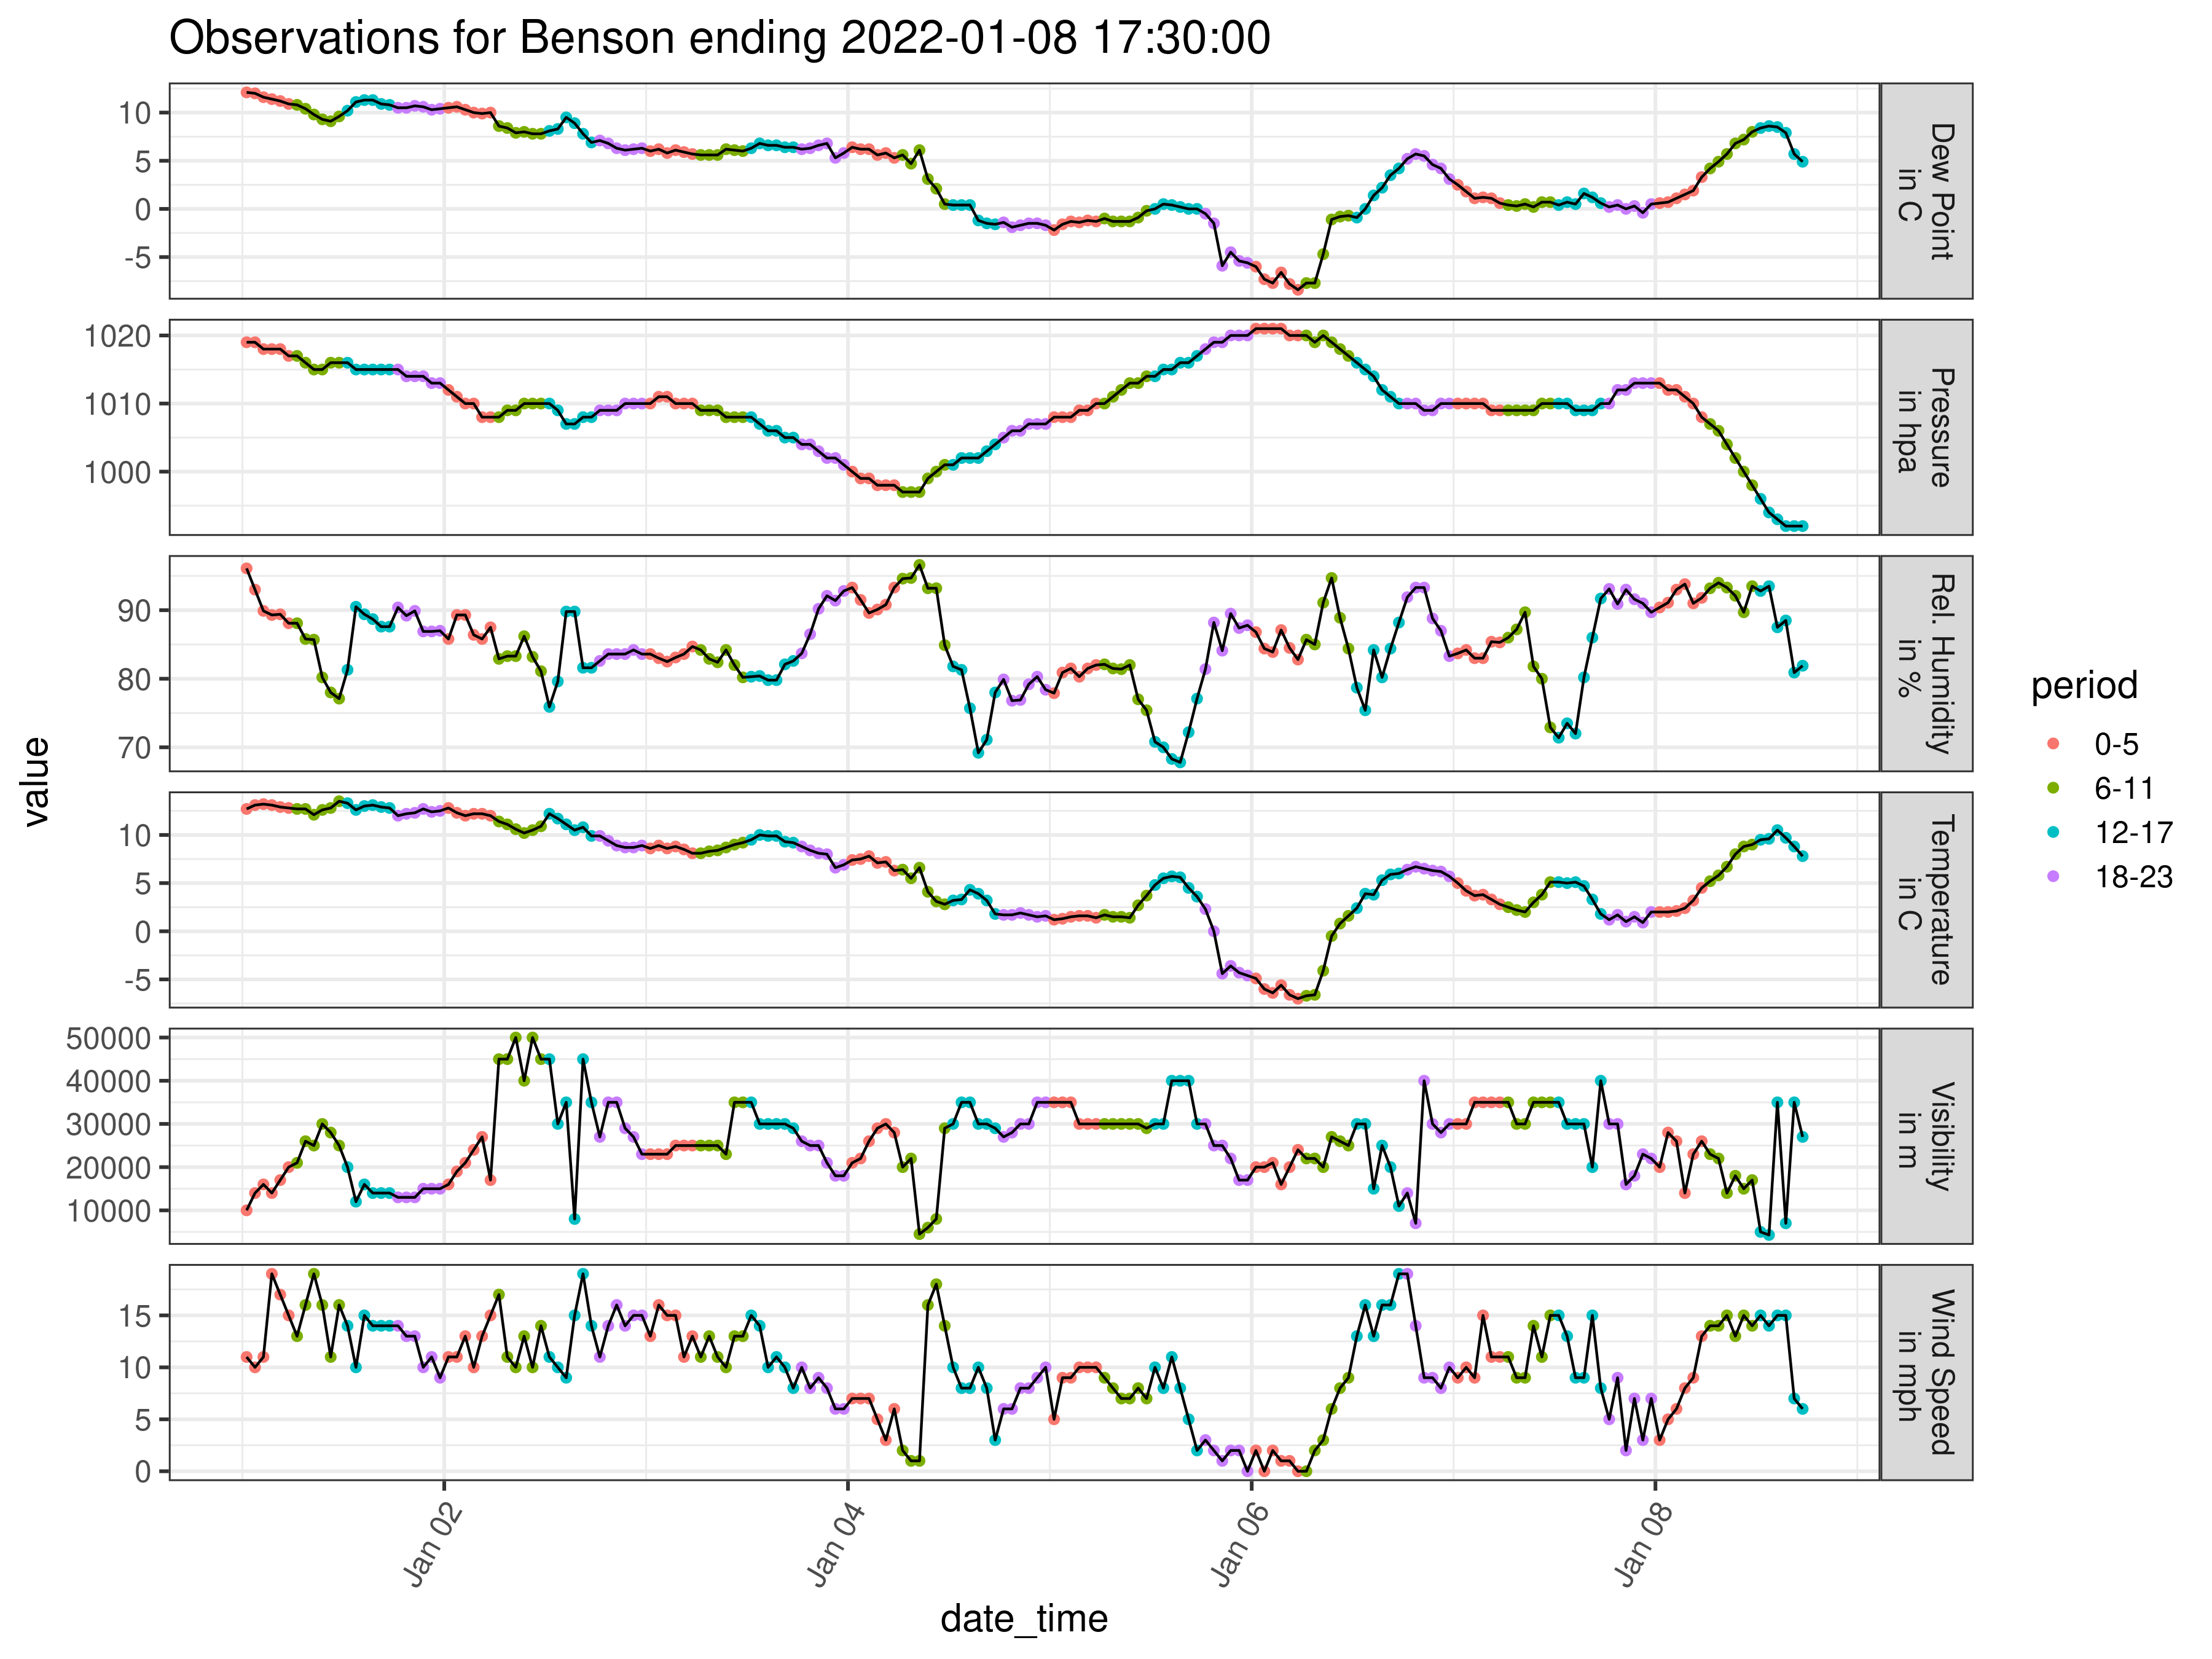 Observations for Benson ending 2022-01-08 17:30:00
value
10
5
0
-5
Dew Point
in C
1020
1010
1000
Pressure
in hpa
90
80
70
Rel. Humidity
in %
10
5
0
-5
Temperature
in C
50000
40000
30000
20000
10000
Visibility
in m
15
10
5
0
Wind Speed
in mph
Jan 02
Jan 04
Jan 06
Jan 08
date_time
period
0-5
6-11
12-17
18-23